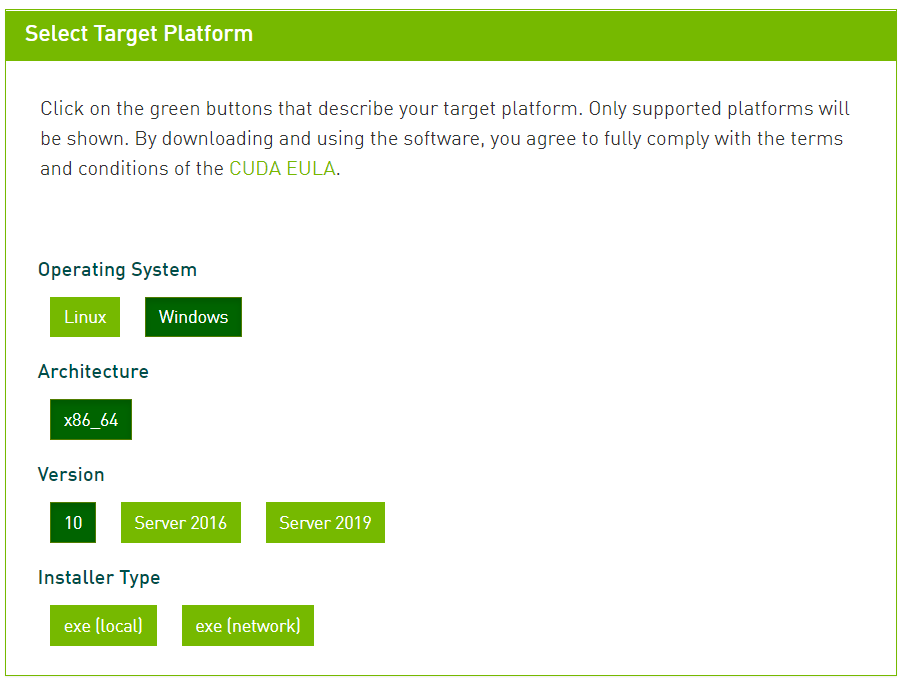 Select Target Platform
Click on the green buttons that describe your target platform. Only supported platforms will
be shown. By downloading and using the software, you agree to fully comply with the terms
and conditions of the CUDA EULA.
Operating System
Linux Windows
Architecture
x86_64
Version
10 Server 2016 Server 2019
Installer Type
exe (local) exe (network)